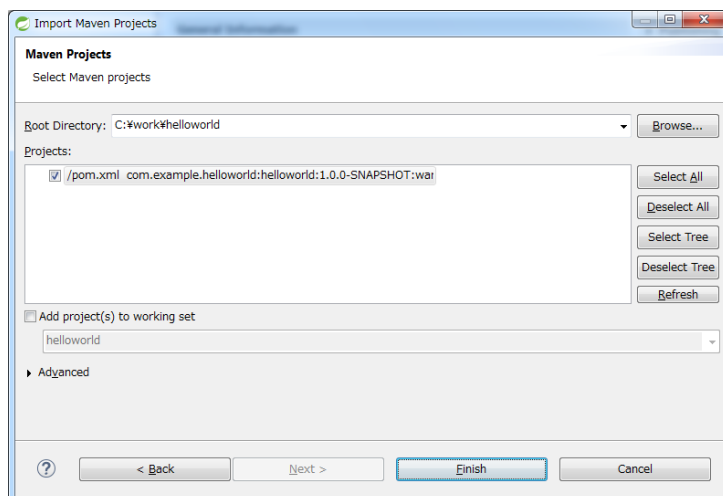 Import Maven Projects
Maven Projects
Select Maven projects
Root Directory: C:¥work¥helloworld
Browse...
Projects:
/pom.xml com.example.helloworld:helloworld:1.0.0-SNAPSHOT:war
Select All
Deselect All
Select Tree
Deselect Tree
Refresh
Add project(s) to working set
helloworld
Advanced
< Back
Next >
Finish
Cancel